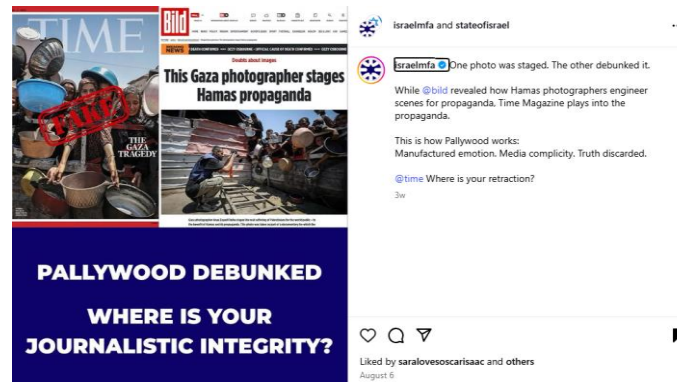 TIME
FAKE
THE
GAZA
TRAGEDY
Bild
BREAKING
NEWS
Doubts about images
This Gaza photographer stages
Hamas propaganda
PALLYWOOD DEBUNKED
WHERE IS YOUR
JOURNALISTIC INTEGRITY?
israelmfa and stateofisrael
israelmfa One photo was staged. The other debunked it.
While @bild revealed how Hamas photographers engineer
scenes for propaganda, Time Magazine plays into the
propaganda.
This is how Pallywood works:
Manufactured emotion. Media complicity. Truth discarded.
@time Where is your retraction?
3w
Liked by saralovesoscarisaac and others
August 6